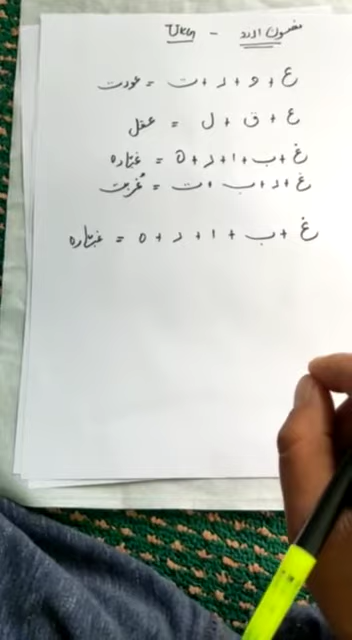 مضمون اردو - UKG
ع + و + ر + ت = عورت
ع + ق + ل = عقل
غ + ب + ا + ر + ہ = غبارہ
غ + ر + ب + ت = غربت
غ + ب + ا + ر + ہ = غبارہ